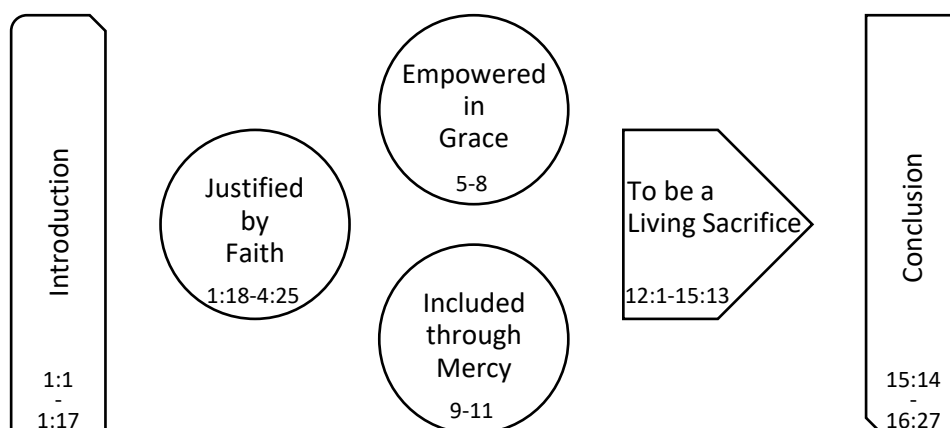 Introduction
1:1
-
1:17
Justified
by
Faith
1:18-4:25
Empowered
in
Grace
5-8
Included
through
Mercy
9-11
To be a
Living Sacrifice
12:1-15:13
Conclusion
15:14
-
16:27